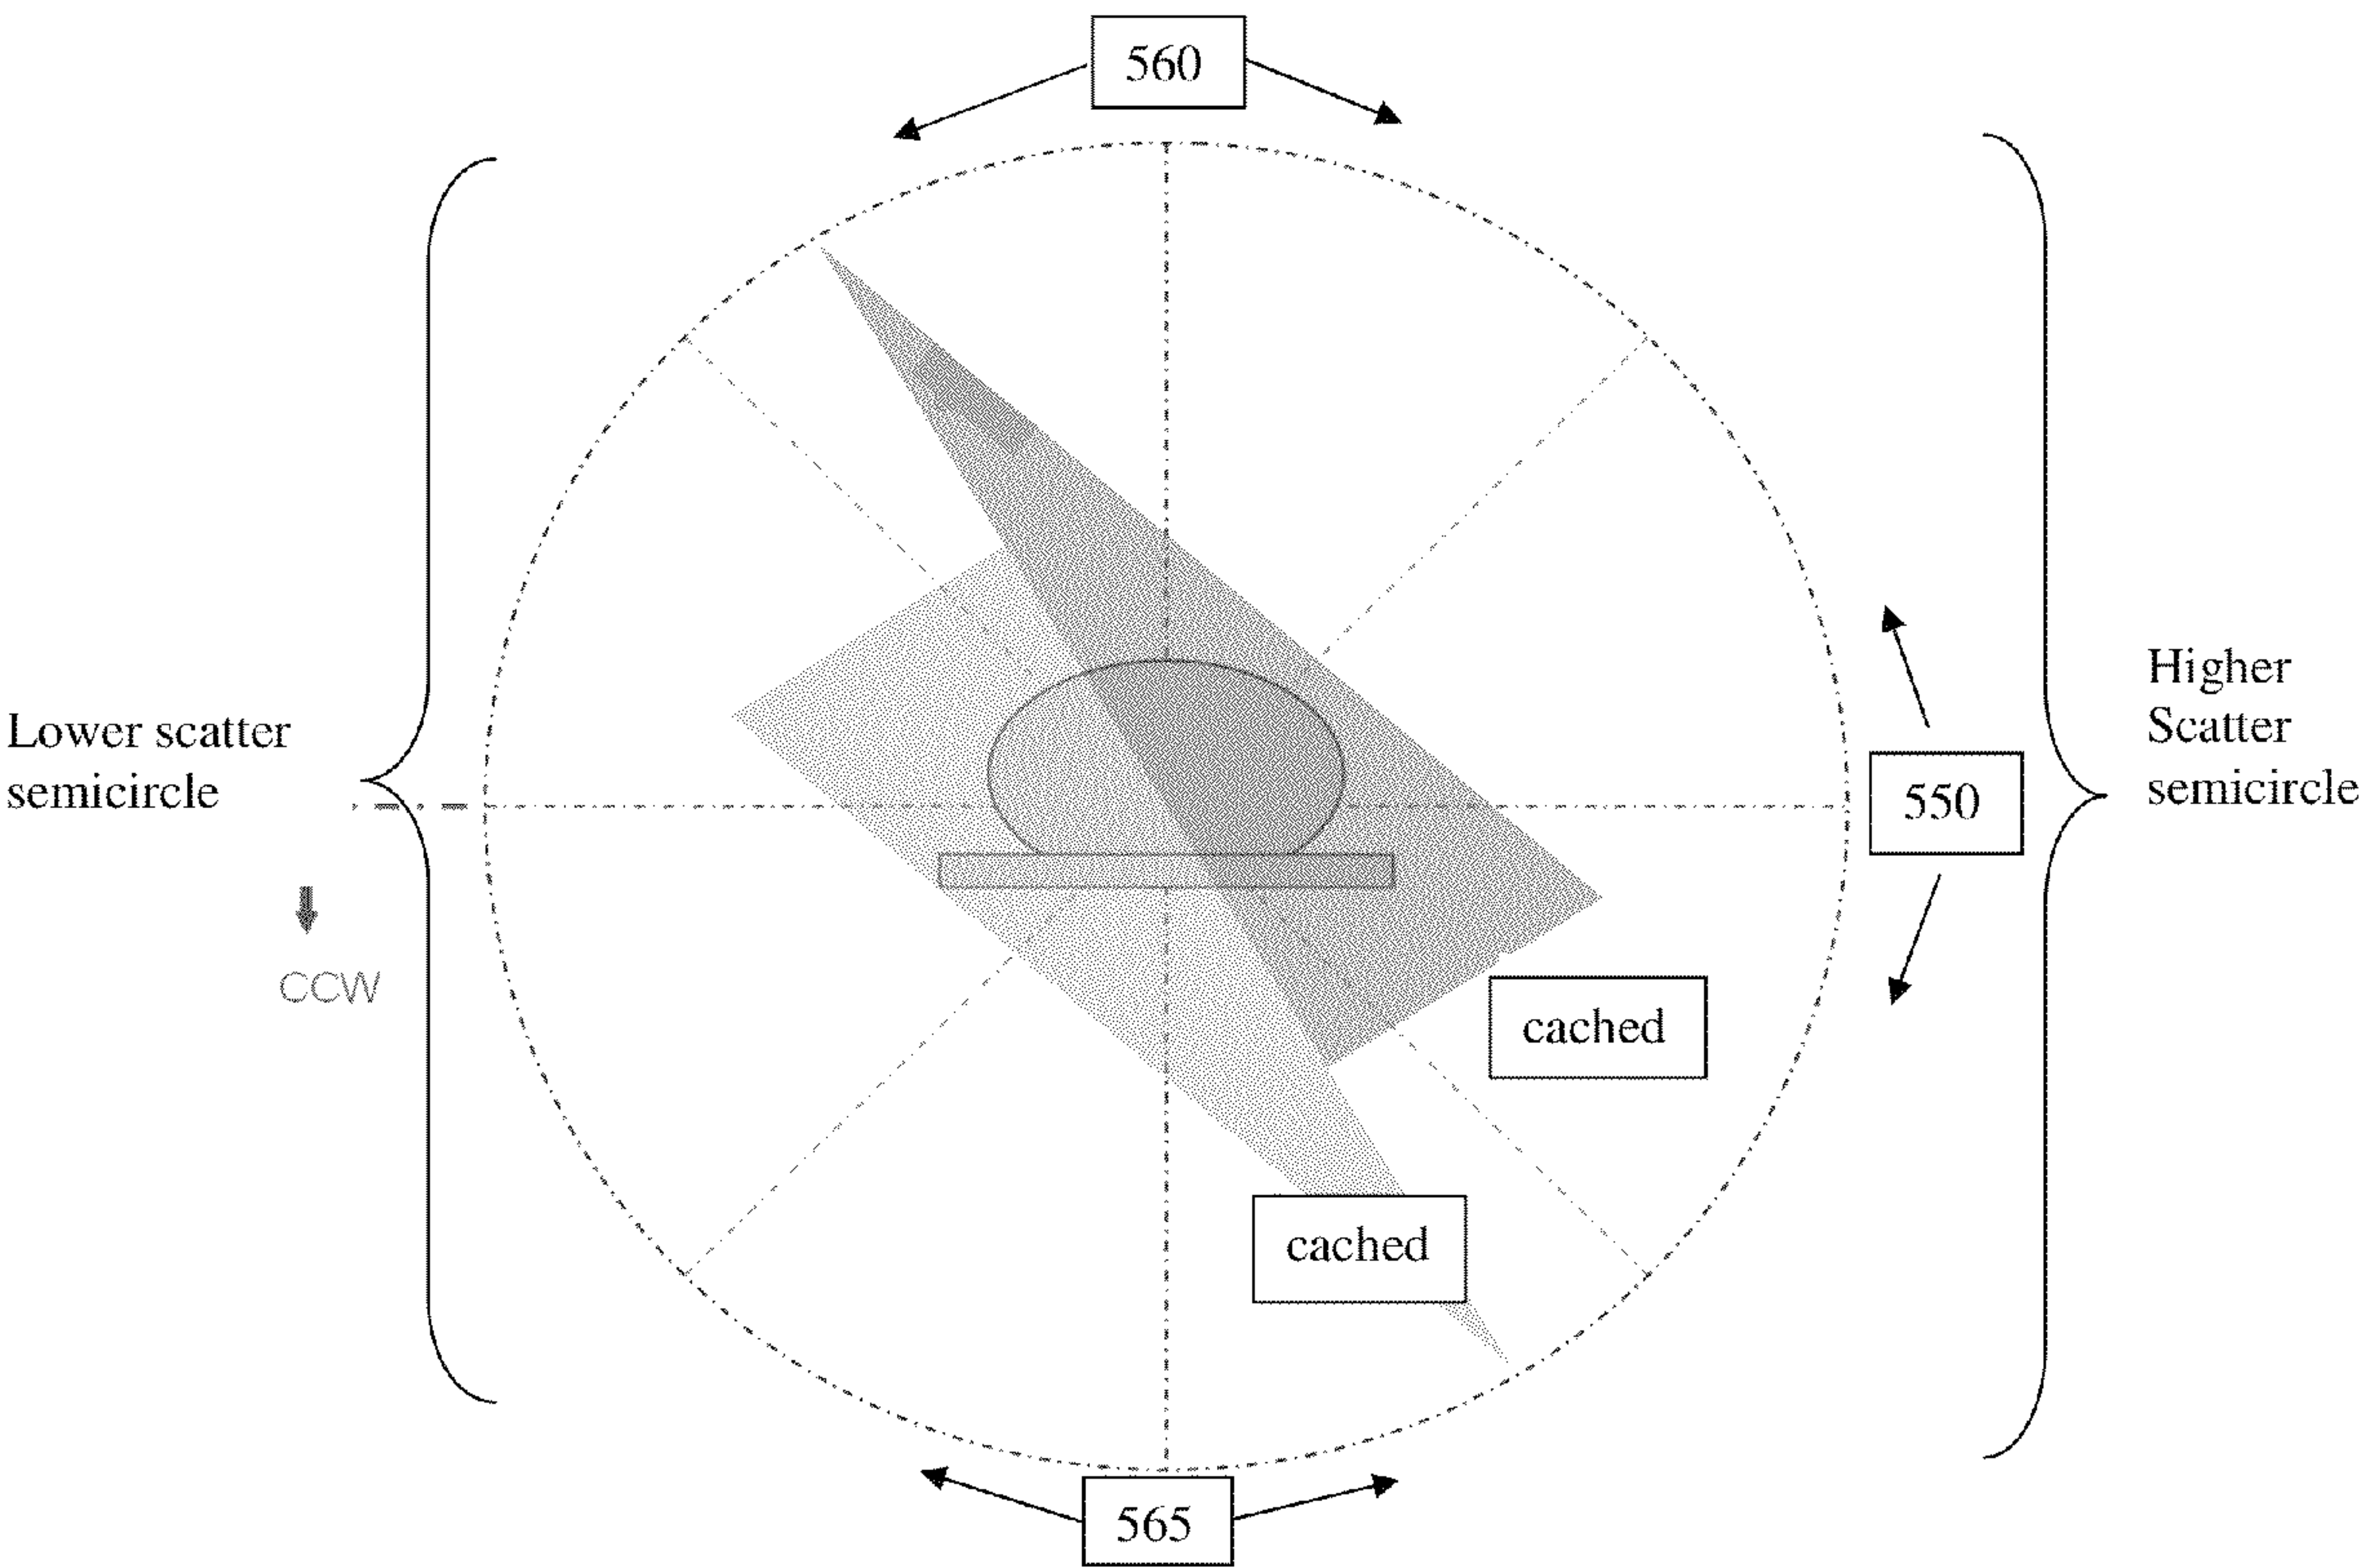 560
Lower scatter
semicircle
Higher
Scatter
semicircle
550
CCW
cached
cached
565